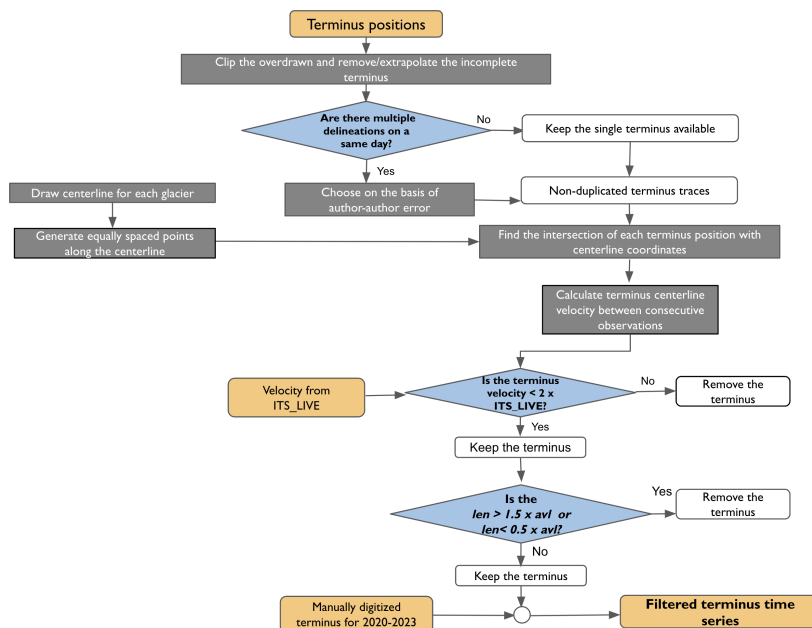 Terminus positions
Clip the overdrawn and remove/extrapolate the incomplete
terminus
Are there multiple
delineations on a
same day?
No
Keep the single terminus available
Yes
Draw centerline for each glacier
Choose on the basis of
author-author error
Non-duplicated terminus traces
Generate equally spaced points
along the centerline
Find the intersection of each terminus position with
centerline coordinates
Calculate terminus centerline
velocity between consecutive
observations
Velocity from
ITS_LIVE
Is the terminus
velocity < 2 x
ITS_LIVE?
No
Remove the
terminus
Yes
Keep the terminus
Is the
len > 1.5 x avl or
len< 0.5 x avl?
Yes
Remove the
terminus
No
Keep the terminus
Manually digitized
terminus for 2020-2023
Filtered terminus time
series